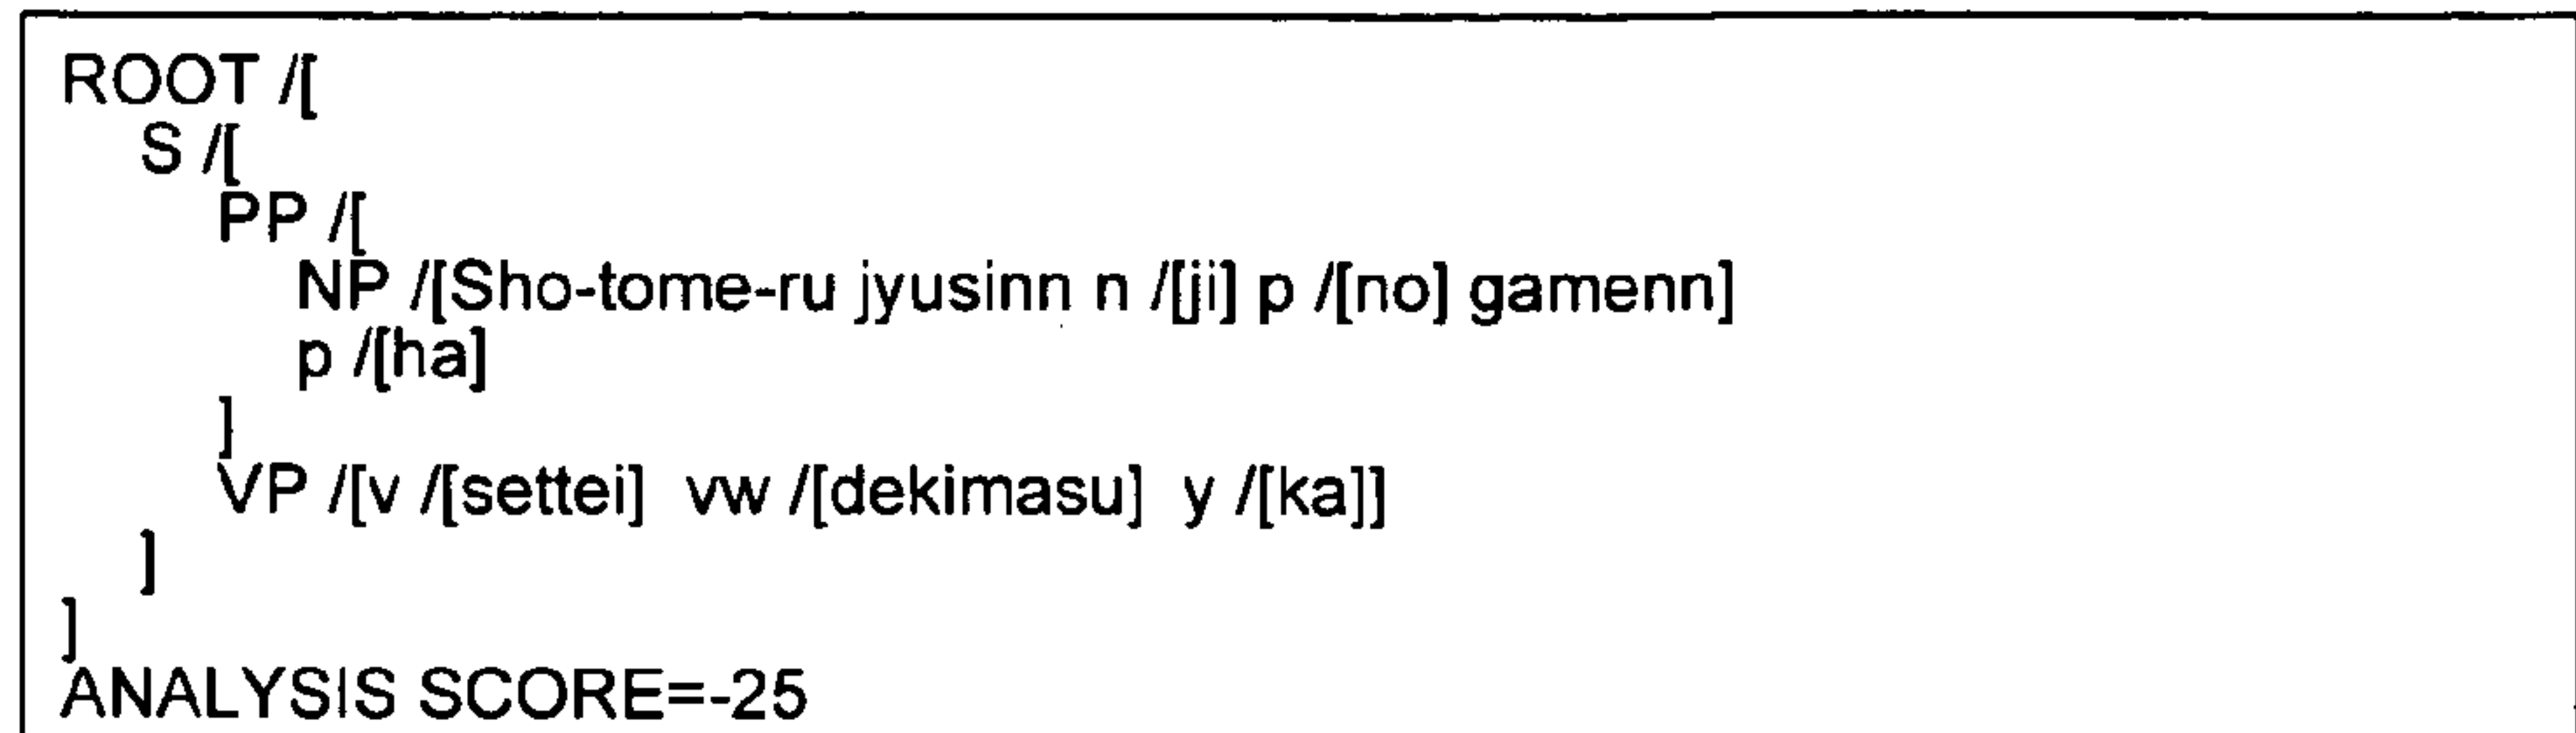 ROOT /[
S /[
PP /[
NP /[Sho-tome-ru jyusinn n /[ji] p /[no] gamenn]
p /[ha]
]
VP /[v /[settei] vw /[dekimasu] y /[ka]]
]
]
ANALYSIS SCORE=-25